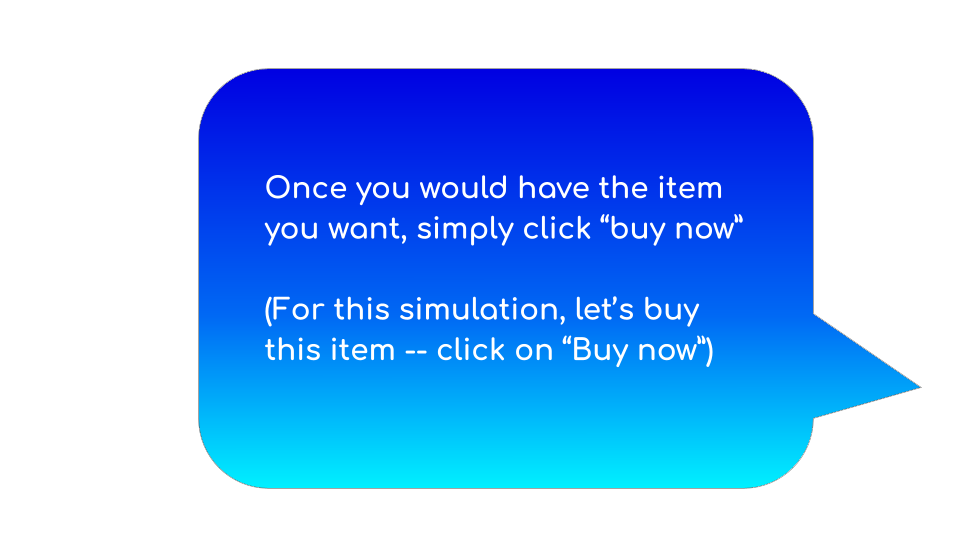 Once you would have the item
you want, simply click “buy now”
(For this simulation, let’s buy
this item -- click on “Buy now”)